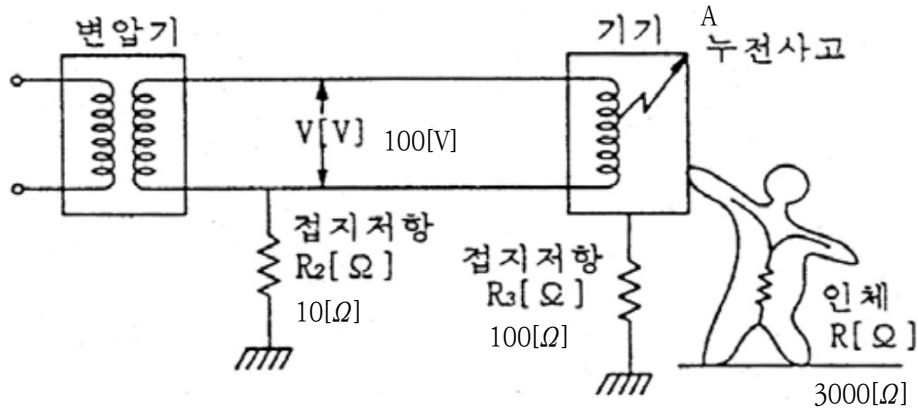 변압기
기기
A
누전사고
V[V] 100[V]
접지저항
R₂[Ω]
10[Ω]
접지저항
R₃[Ω]
100[Ω]
인체
R[Ω]
3000[Ω]